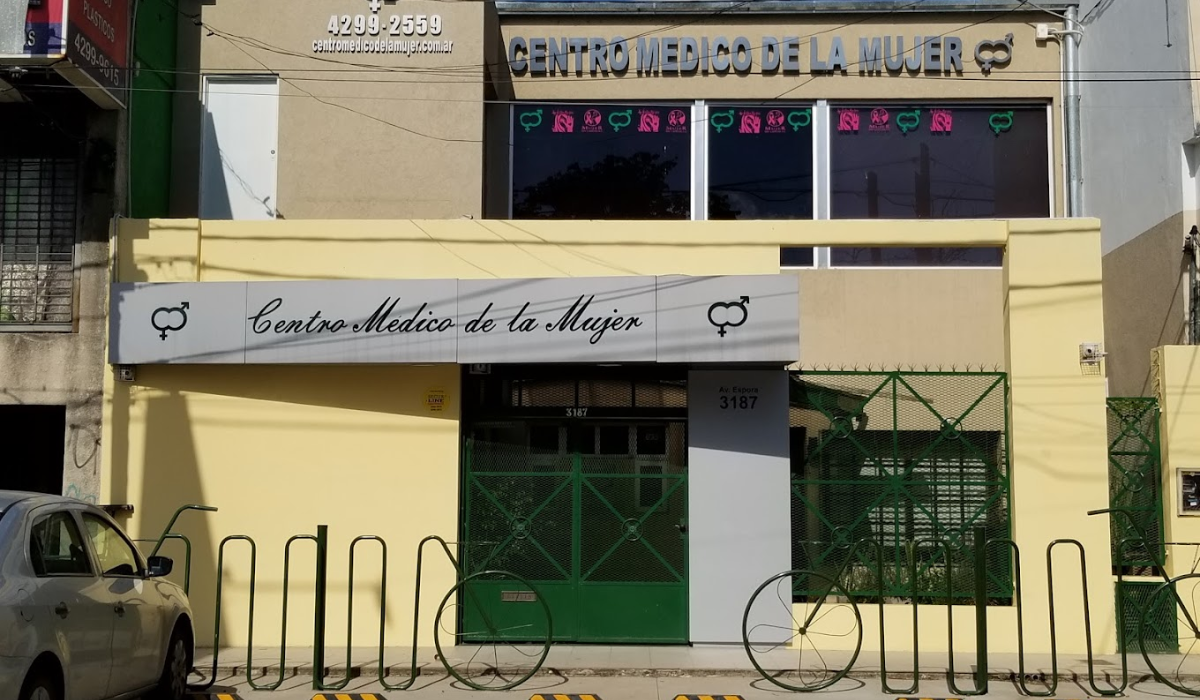 PLASTICOS
4299-9615
4299-2559
centromedicodelamujer.com.ar
CENTRO MEDICO DE LA MUJER
Centro Medico de la Mujer
3187
Av. Espora
3187